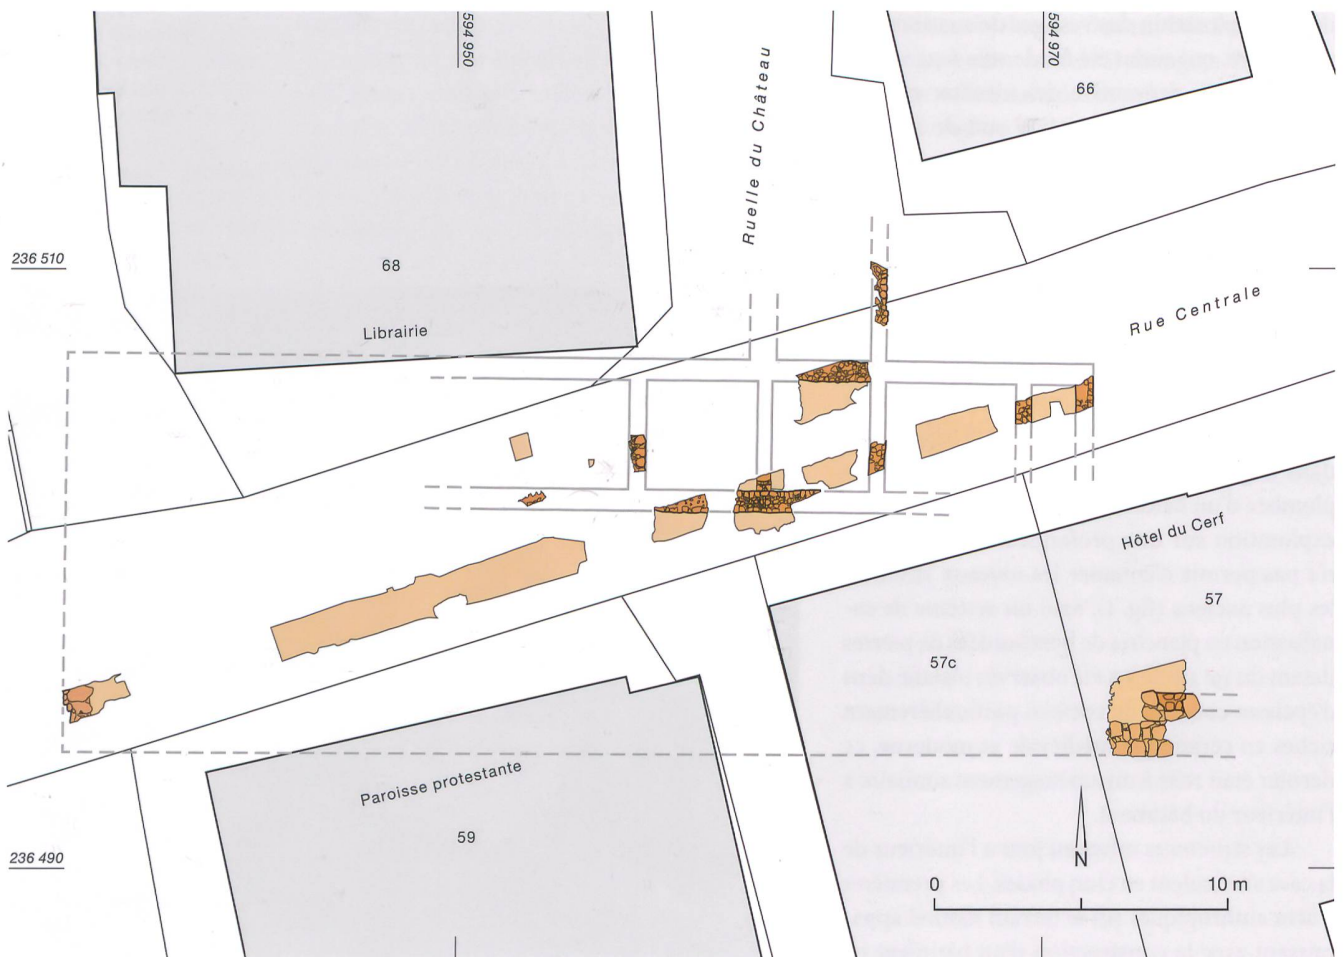 594 950
594 970
66
Ruelle du Château
236 510
68
Librairie
Rue Centrale
Hôtel du Cerf
57
57c
Paroisse protestante
59
236 490
N
0
10 m